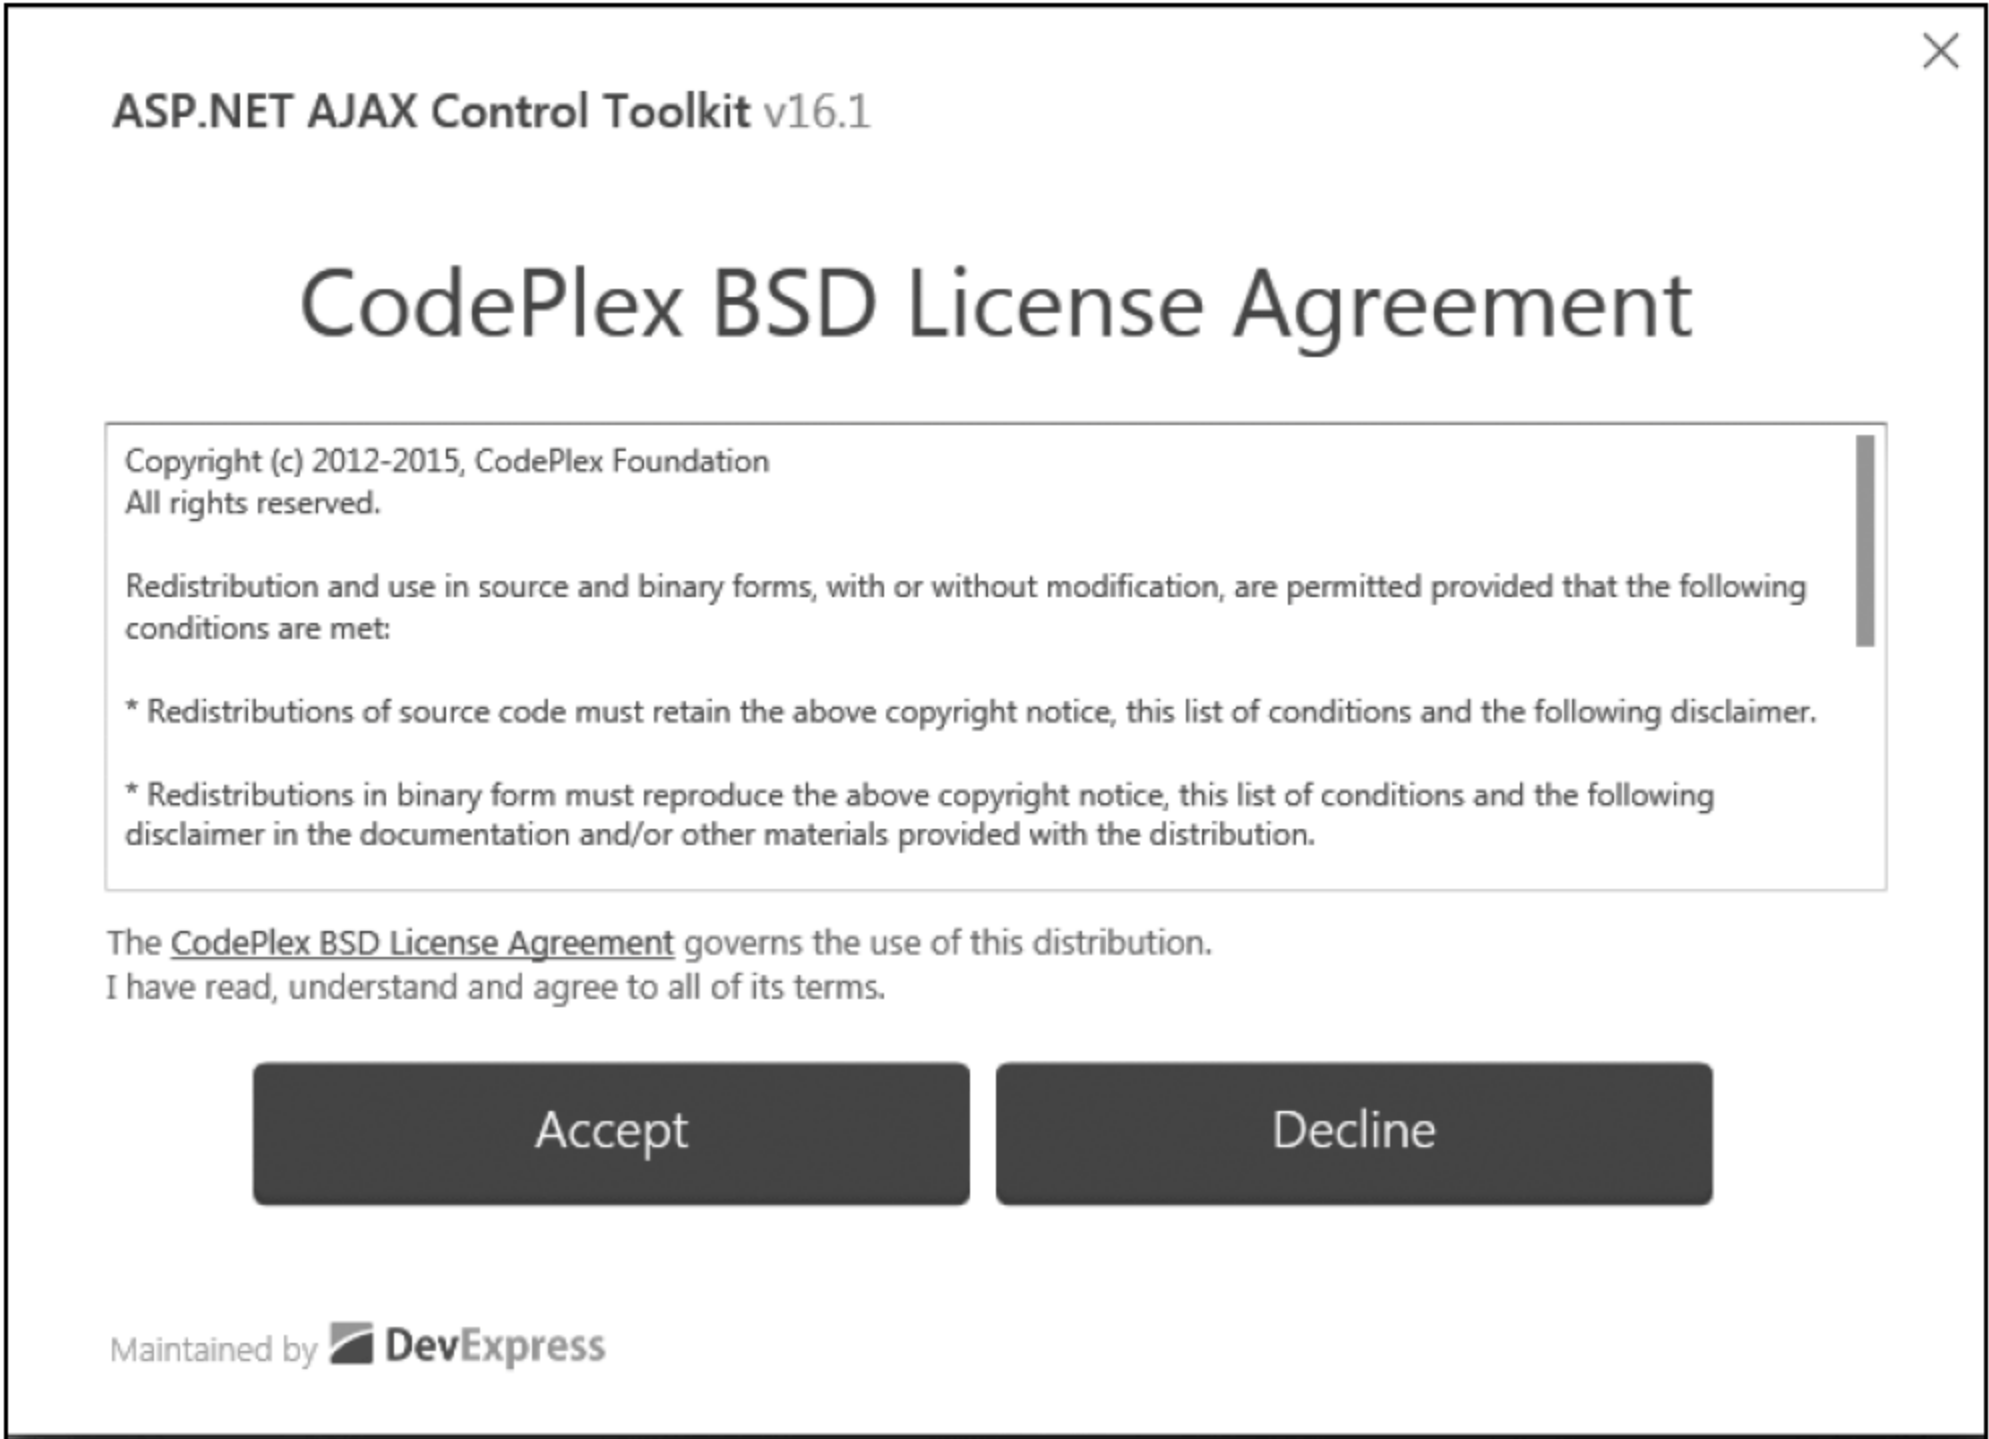 ASP.NET AJAX Control Toolkit v16.1
CodePlex BSD License Agreement
Copyright (c) 2012-2015, CodePlex Foundation
All rights reserved.
Redistribution and use in source and binary forms, with or without modification, are permitted provided that the following
conditions are met:
* Redistributions of source code must retain the above copyright notice, this list of conditions and the following disclaimer.
* Redistributions in binary form must reproduce the above copyright notice, this list of conditions and the following
disclaimer in the documentation and/or other materials provided with the distribution.
The CodePlex BSD License Agreement governs the use of this distribution.
I have read, understand and agree to all of its terms.
Accept
Decline
Maintained by DevExpress